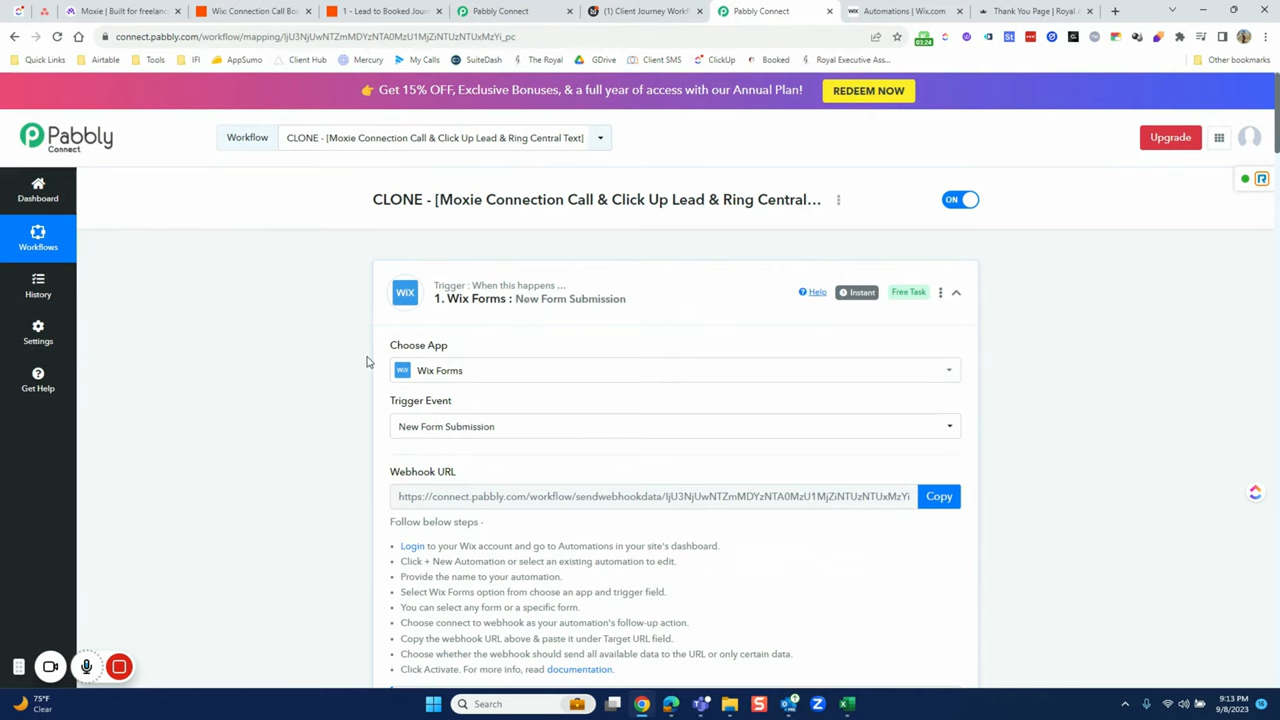 Moxie | Built for freelanc
Wix Connection Call Bo
1 - Lead to Booked Journ
Pabbly Connect
(1) Client Journey Workf
Pabbly Connect
Automations | Wix.com
Thank You Page | Royal A
connect.pabbly.com/workflow/mapping/IjU3NjUwNTZmMDYzNTA0MzU1MjZiNTUzNTUxMzYi_pc
03:24
Quick Links
Airtable
Tools
IFI
AppSumo
Client Hub
Mercury
My Calls
SuiteDash
The Royal
GDrive
Client SMS
ClickUp
Booked
Royal Executive Ass...
Other bookmarks
Get 15% OFF, Exclusive Bonuses, & a full year of access with our Annual Plan!
REDEEM NOW
Pabbly
Connect
Workflow
CLONE - [Moxie Connection Call & Click Up Lead & Ring Central Text]
Upgrade
Dashboard
Workflows
History
Settings
Get Help
CLONE - [Moxie Connection Call & Click Up Lead & Ring Central...
ON
WiX
Trigger : When this happens ...
1. Wix Forms : New Form Submission
Help
Instant
Free Task
Choose App
WiX
Wix Forms
Trigger Event
New Form Submission
Webhook URL
https://connect.pabbly.com/workflow/sendwebhookdata/IjU3NjUwNTZmMDYzNTA0MzU1MjZiNTUzNTUxMzYi
Copy
Follow below steps -
• Login to your Wix account and go to Automations in your site's dashboard.
• Click + New Automation or select an existing automation to edit.
• Provide the name to your automation.
• Select Wix Forms option from choose an app and trigger field.
• You can select any form or a specific form.
• Choose connect to webhook as your automation's follow-up action.
• Copy the webhook URL above & paste it under Target URL field.
• Choose whether the webhook should send all available data to the URL or only certain data.
• Click Activate. For more info, read documentation.
75°F
Clear
Search
9:13 PM
9/8/2023